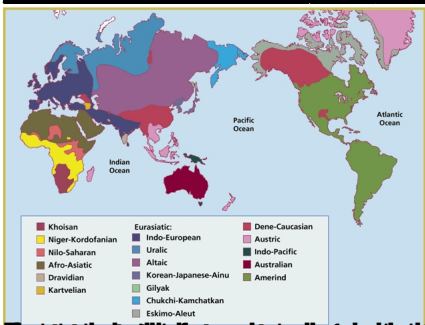 Pacific
Ocean
Atlantic
Ocean
Indian
Ocean
Khoisan
Niger-Kordofanian
Nilo-Saharan
Afro-Asiatic
Dravidian
Kartvelian
Eurasiatic:
Indo-European
Uralic
Altaic
Korean-Japanese-Ainu
Gilyak
Chukchi-Kamchatkan
Eskimo-Aleut
Dene-Caucasian
Austric
Indo-Pacific
Australian
Amerind